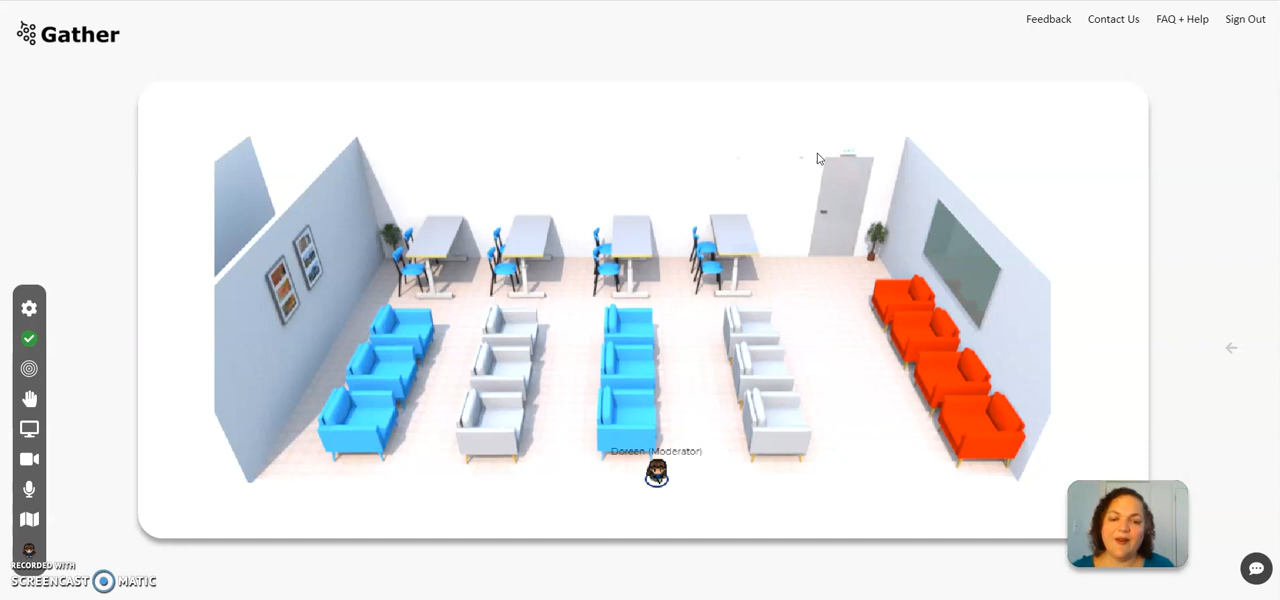 Gather
Feedback
Contact Us
FAQ + Help
Sign Out
Doreen (Moderator)
RECORDED WITH
SCREENCAST MATIC